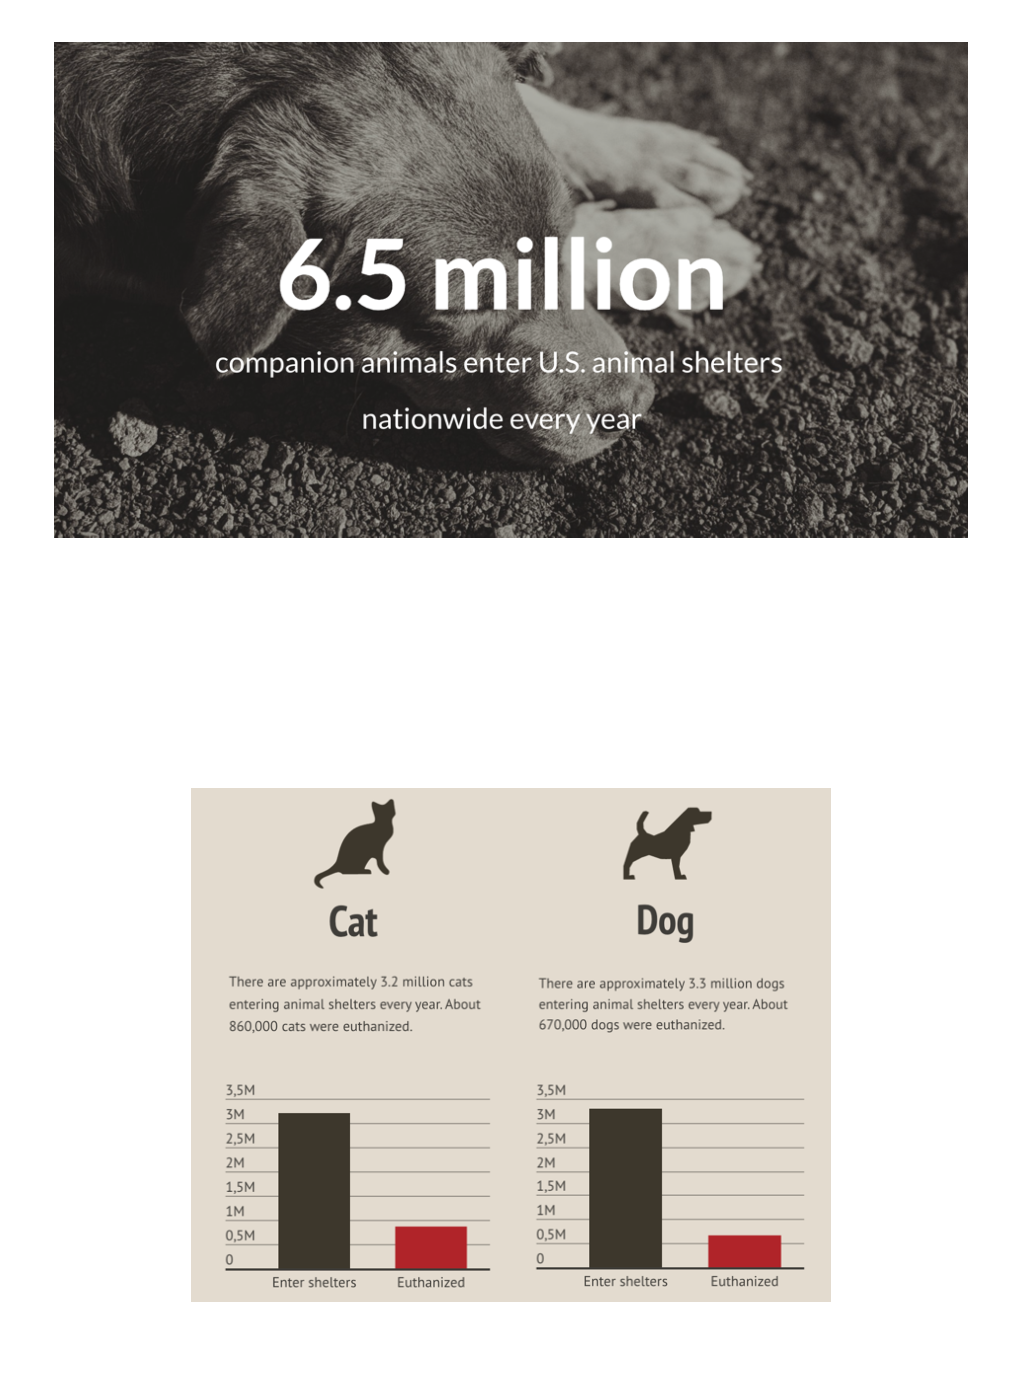 6.5 million
companion animals enter U.S. animal shelters
nationwide every year
Cat
There are approximately 3.2 million cats
entering animal shelters every year. About
860,000 cats were euthanized.
3,5M
3M
2,5M
2M
1,5M
1M
0,5M
0
Enter shelters Euthanized
Dog
There are approximately 3.3 million dogs
entering animal shelters every year. About
670,000 dogs were euthanized.
3,5M
3M
2,5M
2M
1,5M
1M
0,5M
0
Enter shelters Euthanized